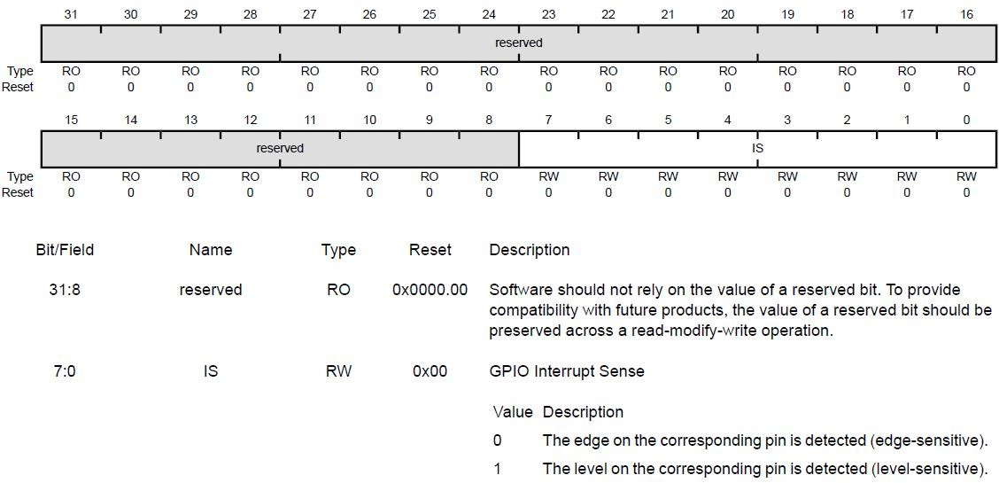 31 30 29 28 27 26 25 24 23 22 21 20 19 18 17 16
reserved
Type RO RO RO RO RO RO RO RO RO RO RO RO RO RO RO RO
Reset 0 0 0 0 0 0 0 0 0 0 0 0 0 0 0 0
15 14 13 12 11 10 9 8 7 6 5 4 3 2 1 0
reserved IS
Type RO RO RO RO RO RO RO RO RW RW RW RW RW RW RW RW
Reset 0 0 0 0 0 0 0 0 0 0 0 0 0 0 0 0
Bit/Field Name Type Reset Description
31:8 reserved RO 0x0000.00 Software should not rely on the value of a reserved bit. To provide
compatibility with future products, the value of a reserved bit should be
preserved across a read-modify-write operation.
7:0 IS RW 0x00 GPIO Interrupt Sense
Value Description
0 The edge on the corresponding pin is detected (edge-sensitive).
1 The level on the corresponding pin is detected (level-sensitive).